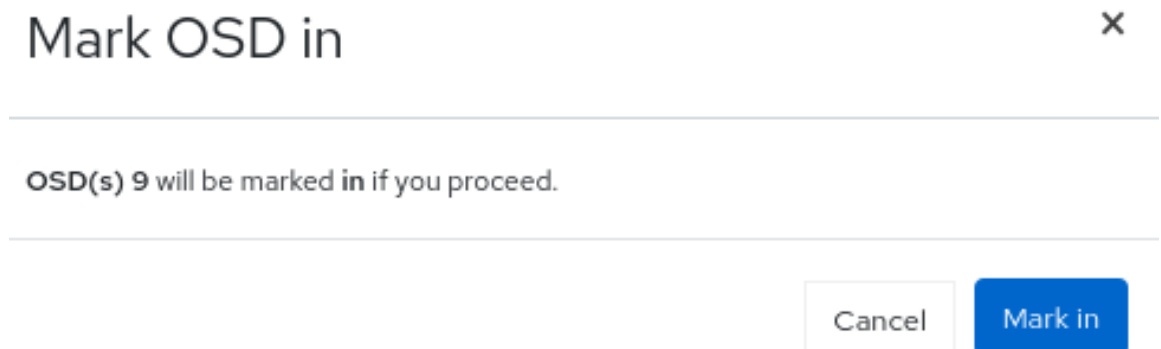 Mark OSD in
OSD(s) 9 will be marked in if you proceed.
Cancel
Mark in